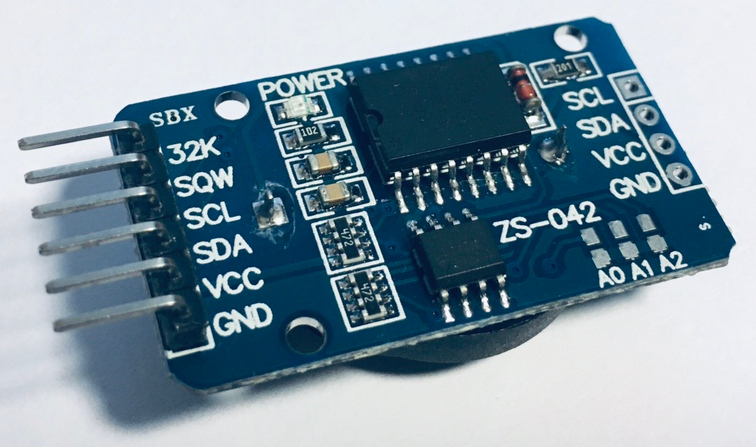 SBX
POWER
32K
SQW
SCL
SDA
VCC
GND
102
472
472
201
SCL
SDA
VCC
GND
ZS-042
A0 A1 A2
S